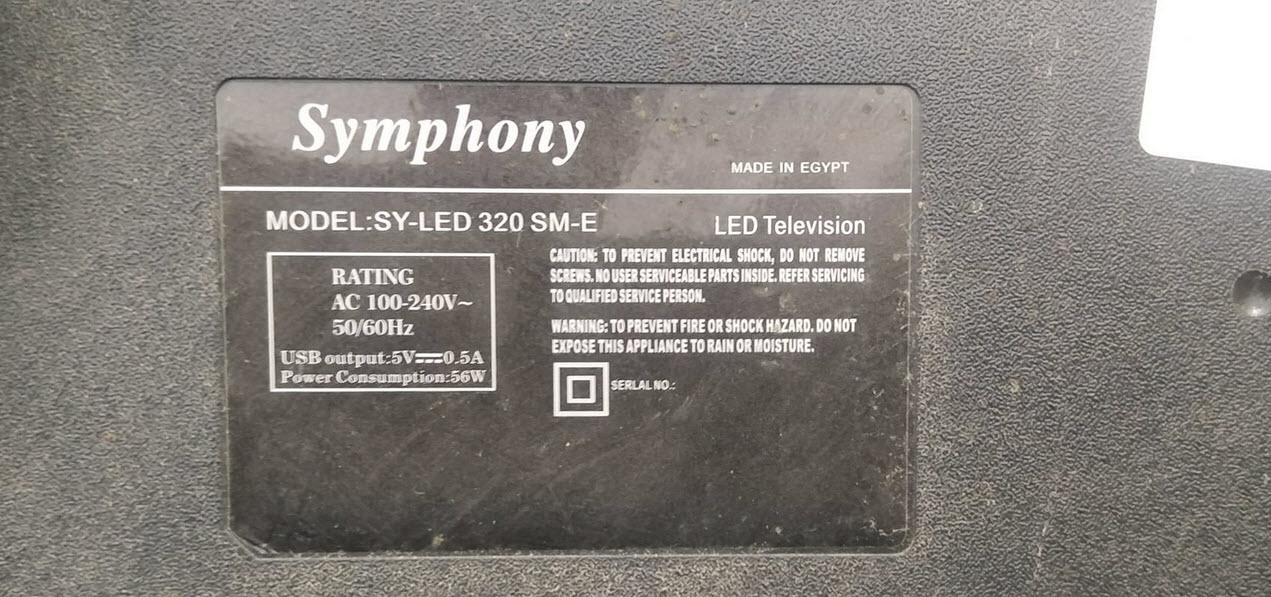 Symphony
MADE IN EGYPT
MODEL:SY-LED 320 SM-E
LED Television
RATING
AC 100-240V~
50/60Hz
USB output:5V⎓0.5A
Power Consumption:56W
CAUTION: TO PREVENT ELECTRICAL SHOCK, DO NOT REMOVE
SCREWS. NO USER SERVICEABLE PARTS INSIDE. REFER SERVICING
TO QUALIFIED SERVICE PERSON.
WARNING: TO PREVENT FIRE OR SHOCK HAZARD. DO NOT
EXPOSE THIS APPLIANCE TO RAIN OR MOISTURE.
SERLAL NO.: